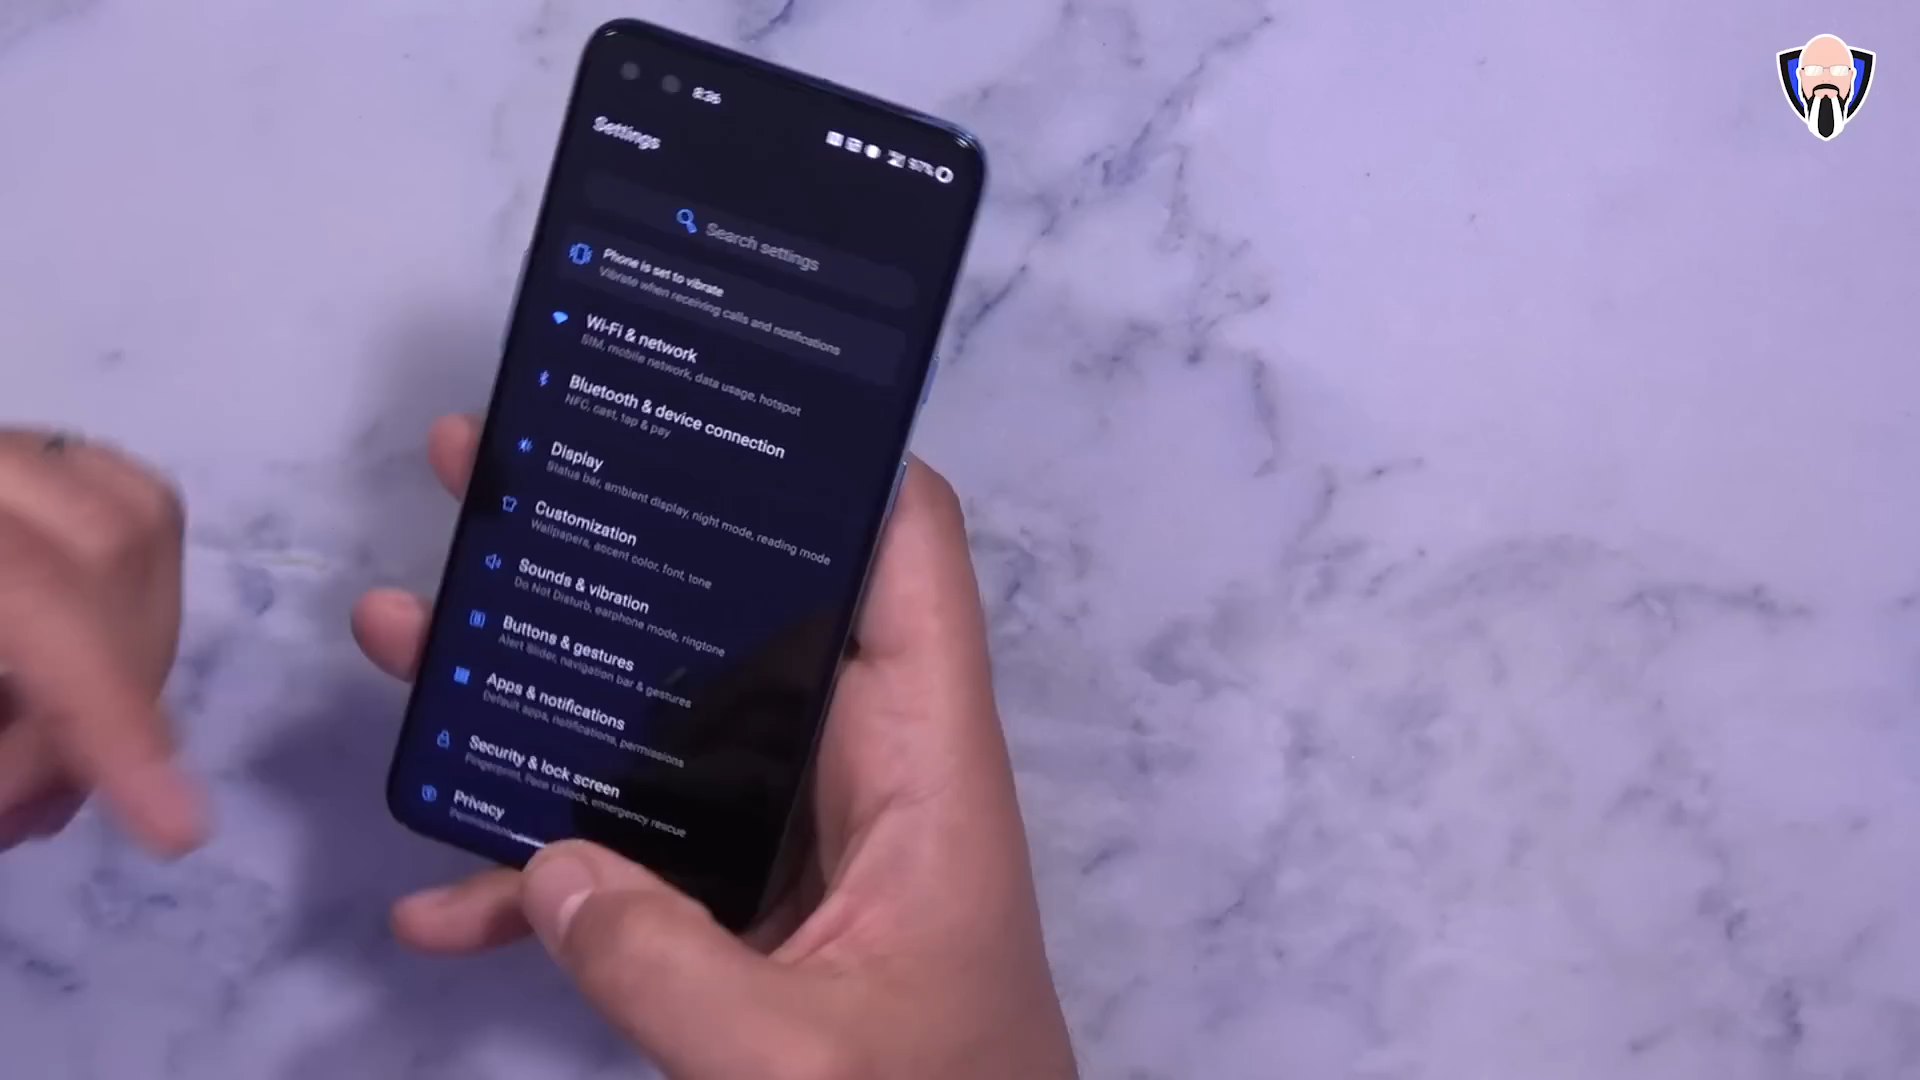 8:36
97%
Settings
Search settings
Phone is set to vibrate
Vibrate when receiving calls and notifications
Wi-Fi & network
SIM, mobile network, data usage, hotspot
Bluetooth & device connection
NFC, cast, tap & pay
Display
Status bar, ambient display, night mode, reading mode
Customization
Wallpapers, accent color, font, tone
Sounds & vibration
Do Not Disturb, earphone mode, ringtone
Buttons & gestures
Alert Slider, navigation bar & gestures
Apps & notifications
Default apps, notifications, permissions
Security & lock screen
Fingerprint, Face Unlock, emergency rescue
Privacy